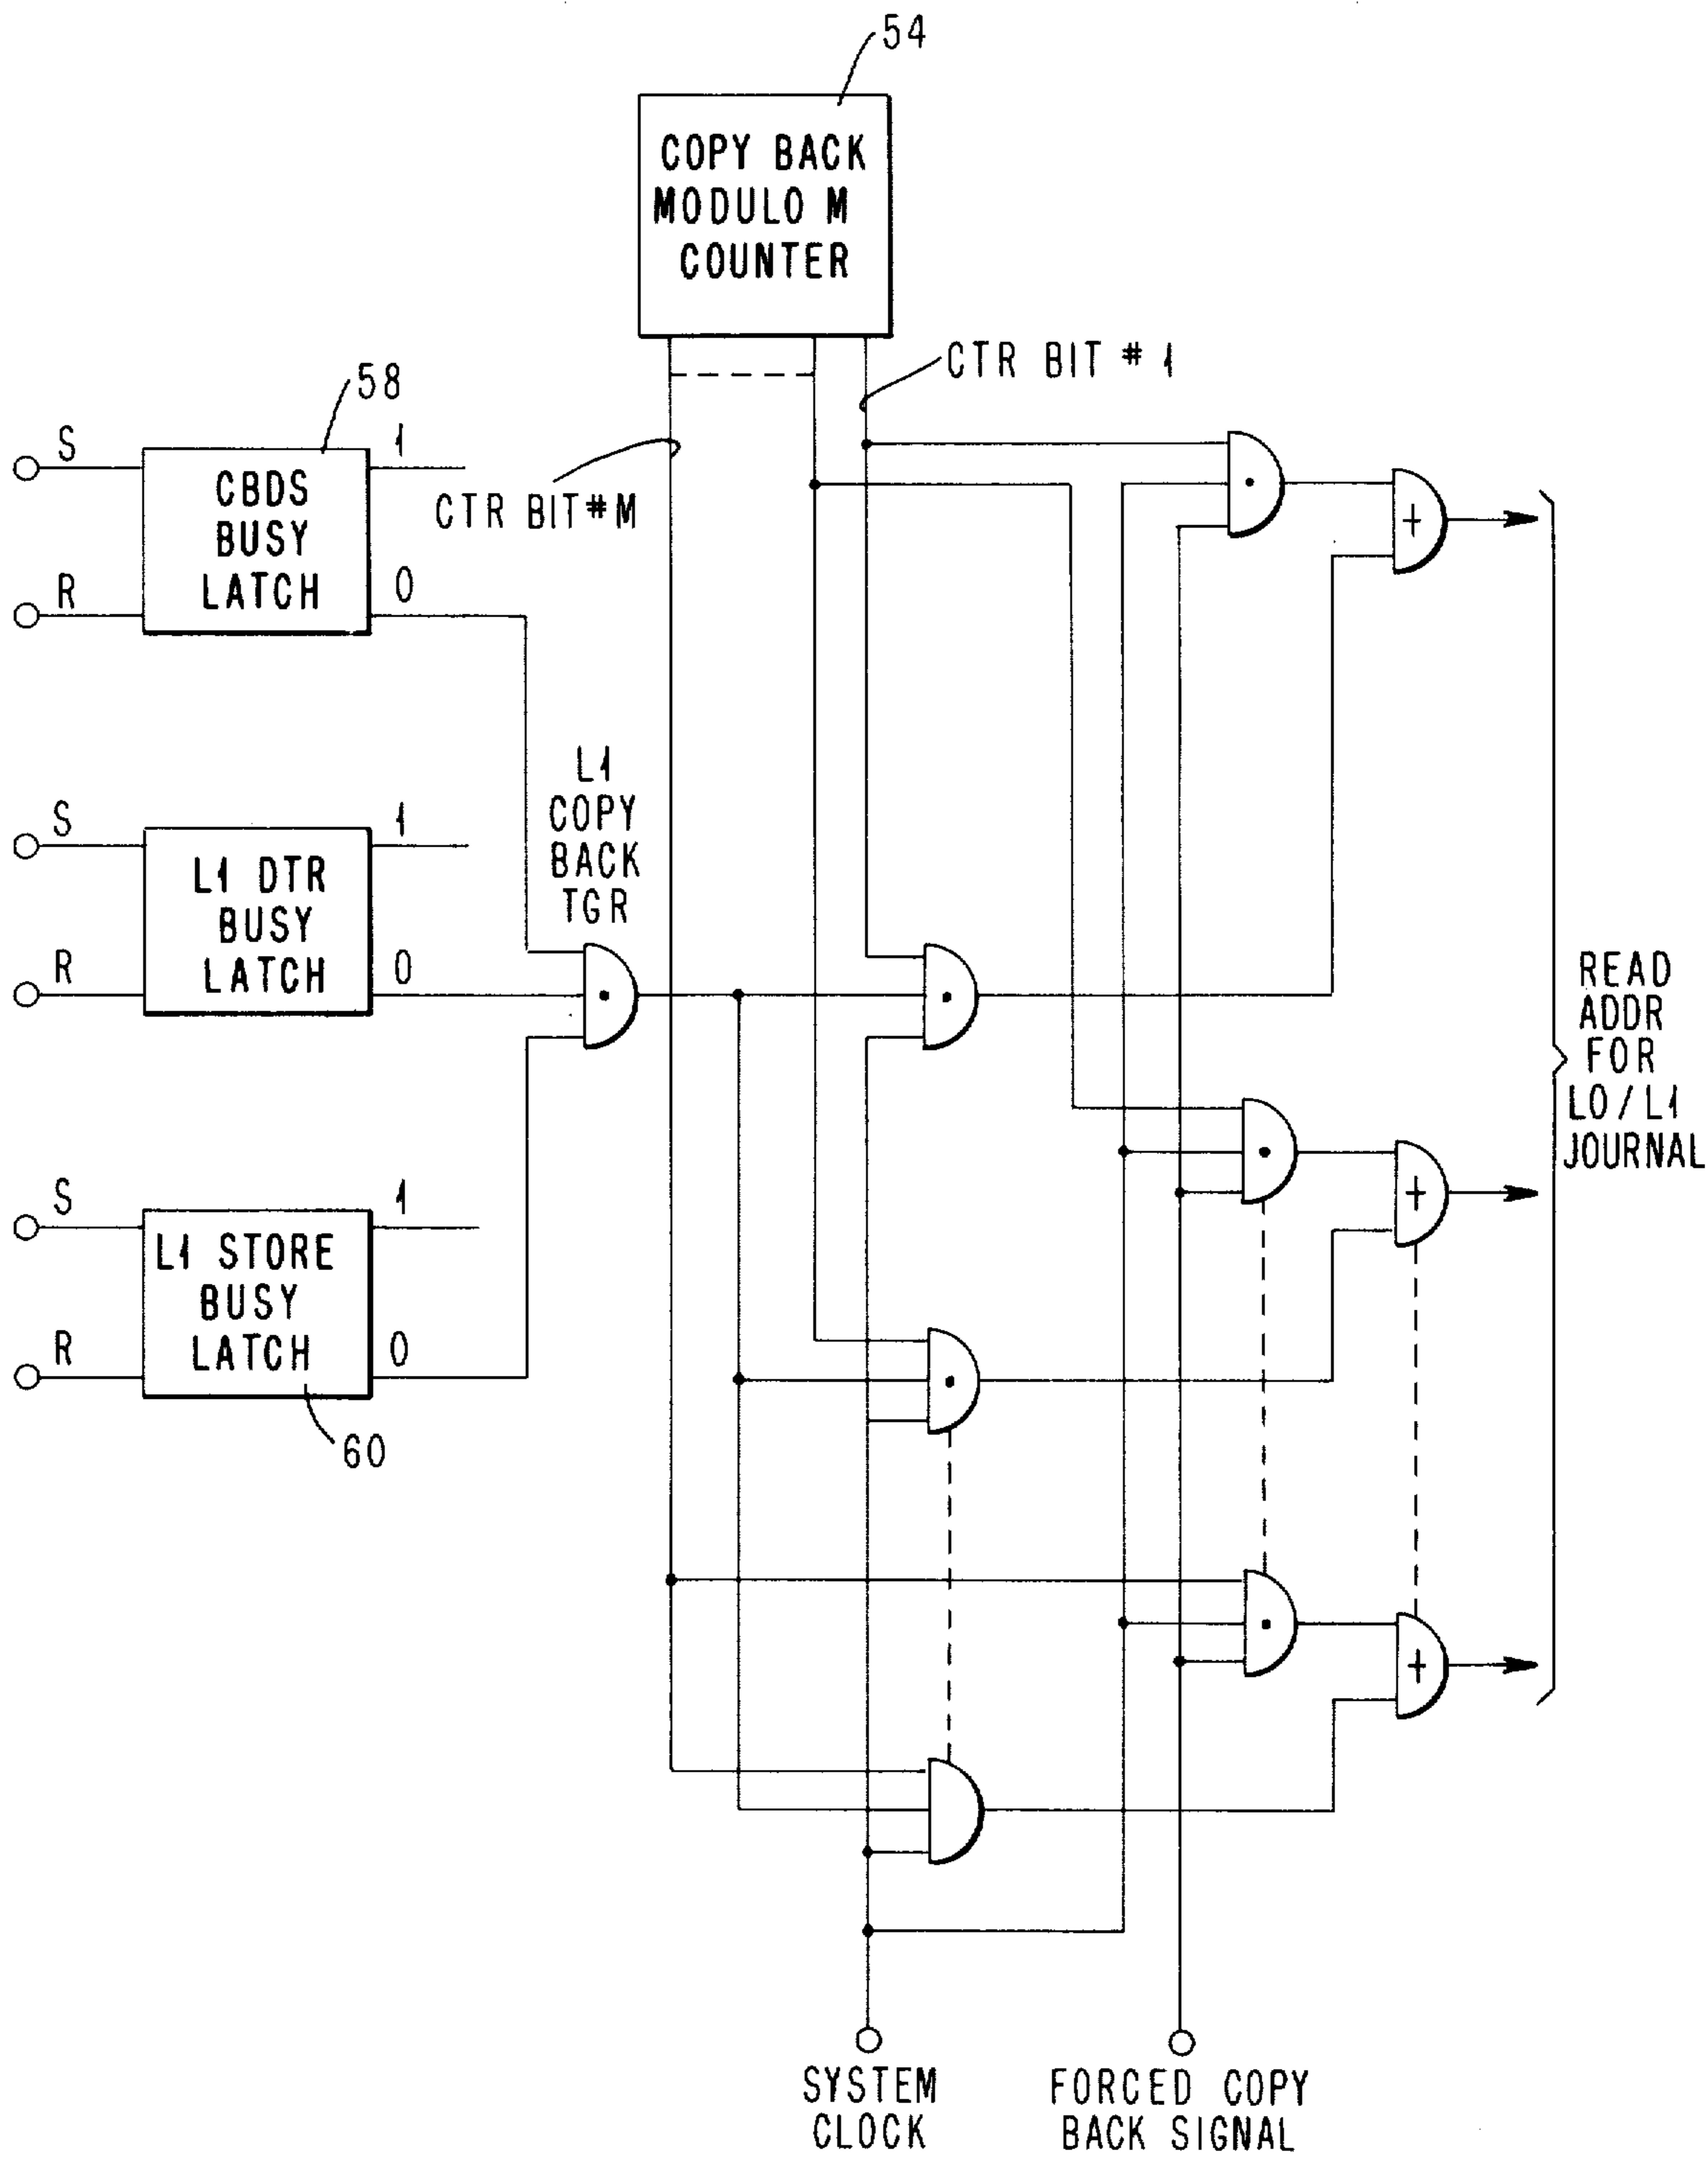 54
COPY BACK
MODULO M
COUNTER
CTR BIT # 1
58
S
1
CBDS
BUSY
LATCH
CTR BIT#M
R
0
L1
COPY
BACK
TGR
S
1
L1 DTR
BUSY
LATCH
R
0
READ
ADDR
FOR
L0/L1
JOURNAL
S
1
L1 STORE
BUSY
LATCH
R
0
60
+
+
+
SYSTEM
CLOCK
FORCED COPY
BACK SIGNAL